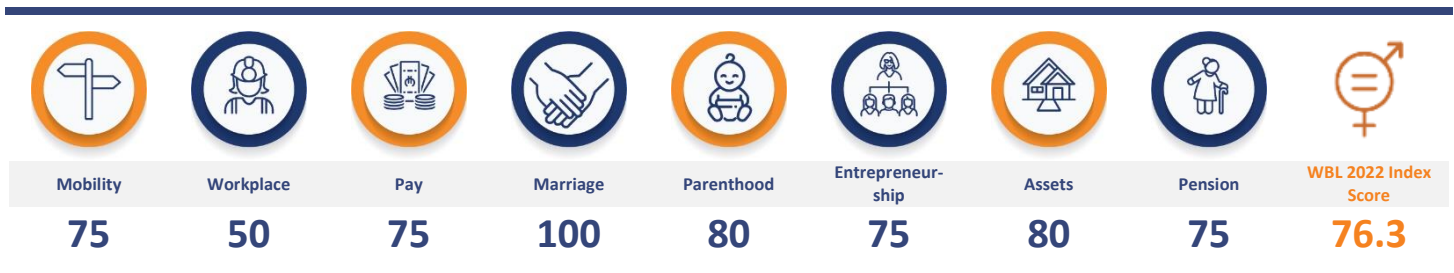 Mobility
Workplace
Pay
Marriage
Parenthood
Entrepreneur-
ship
Assets
Pension
WBL 2022 Index
Score
75
50
75
100
80
75
80
75
76.3